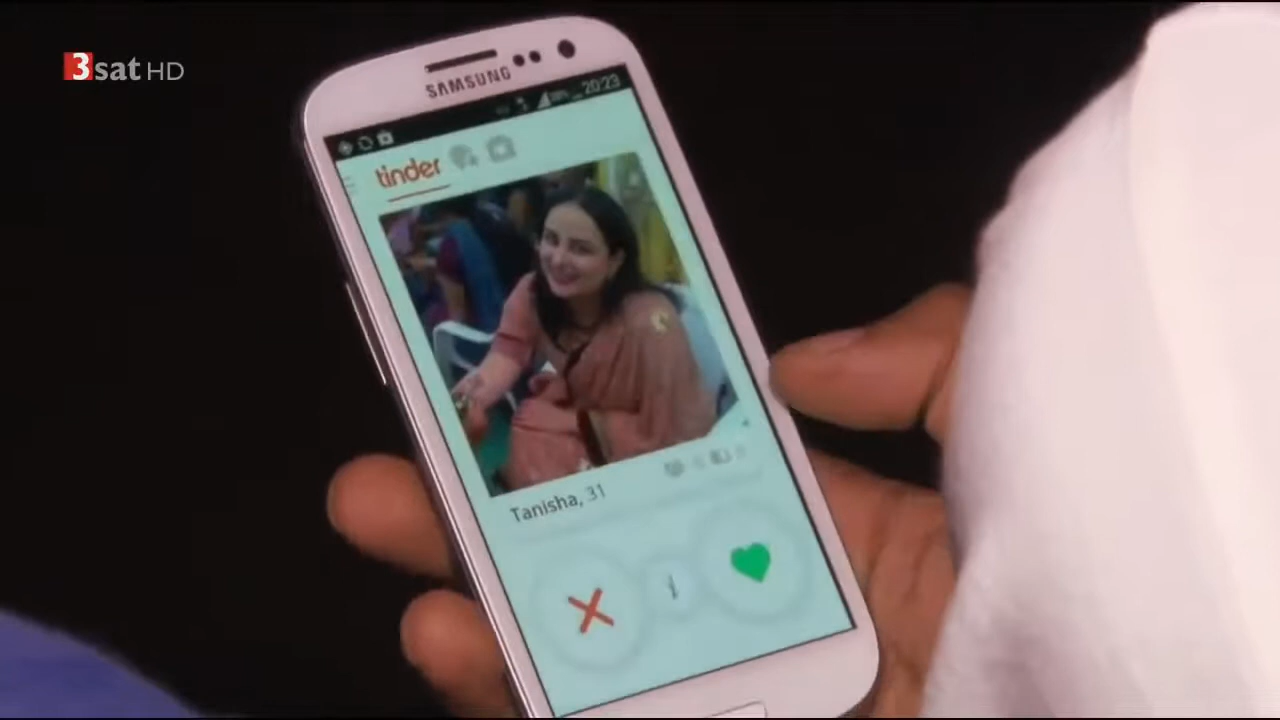 3sat HD
SAMSUNG
20:23
tinder
Tanisha, 31
i